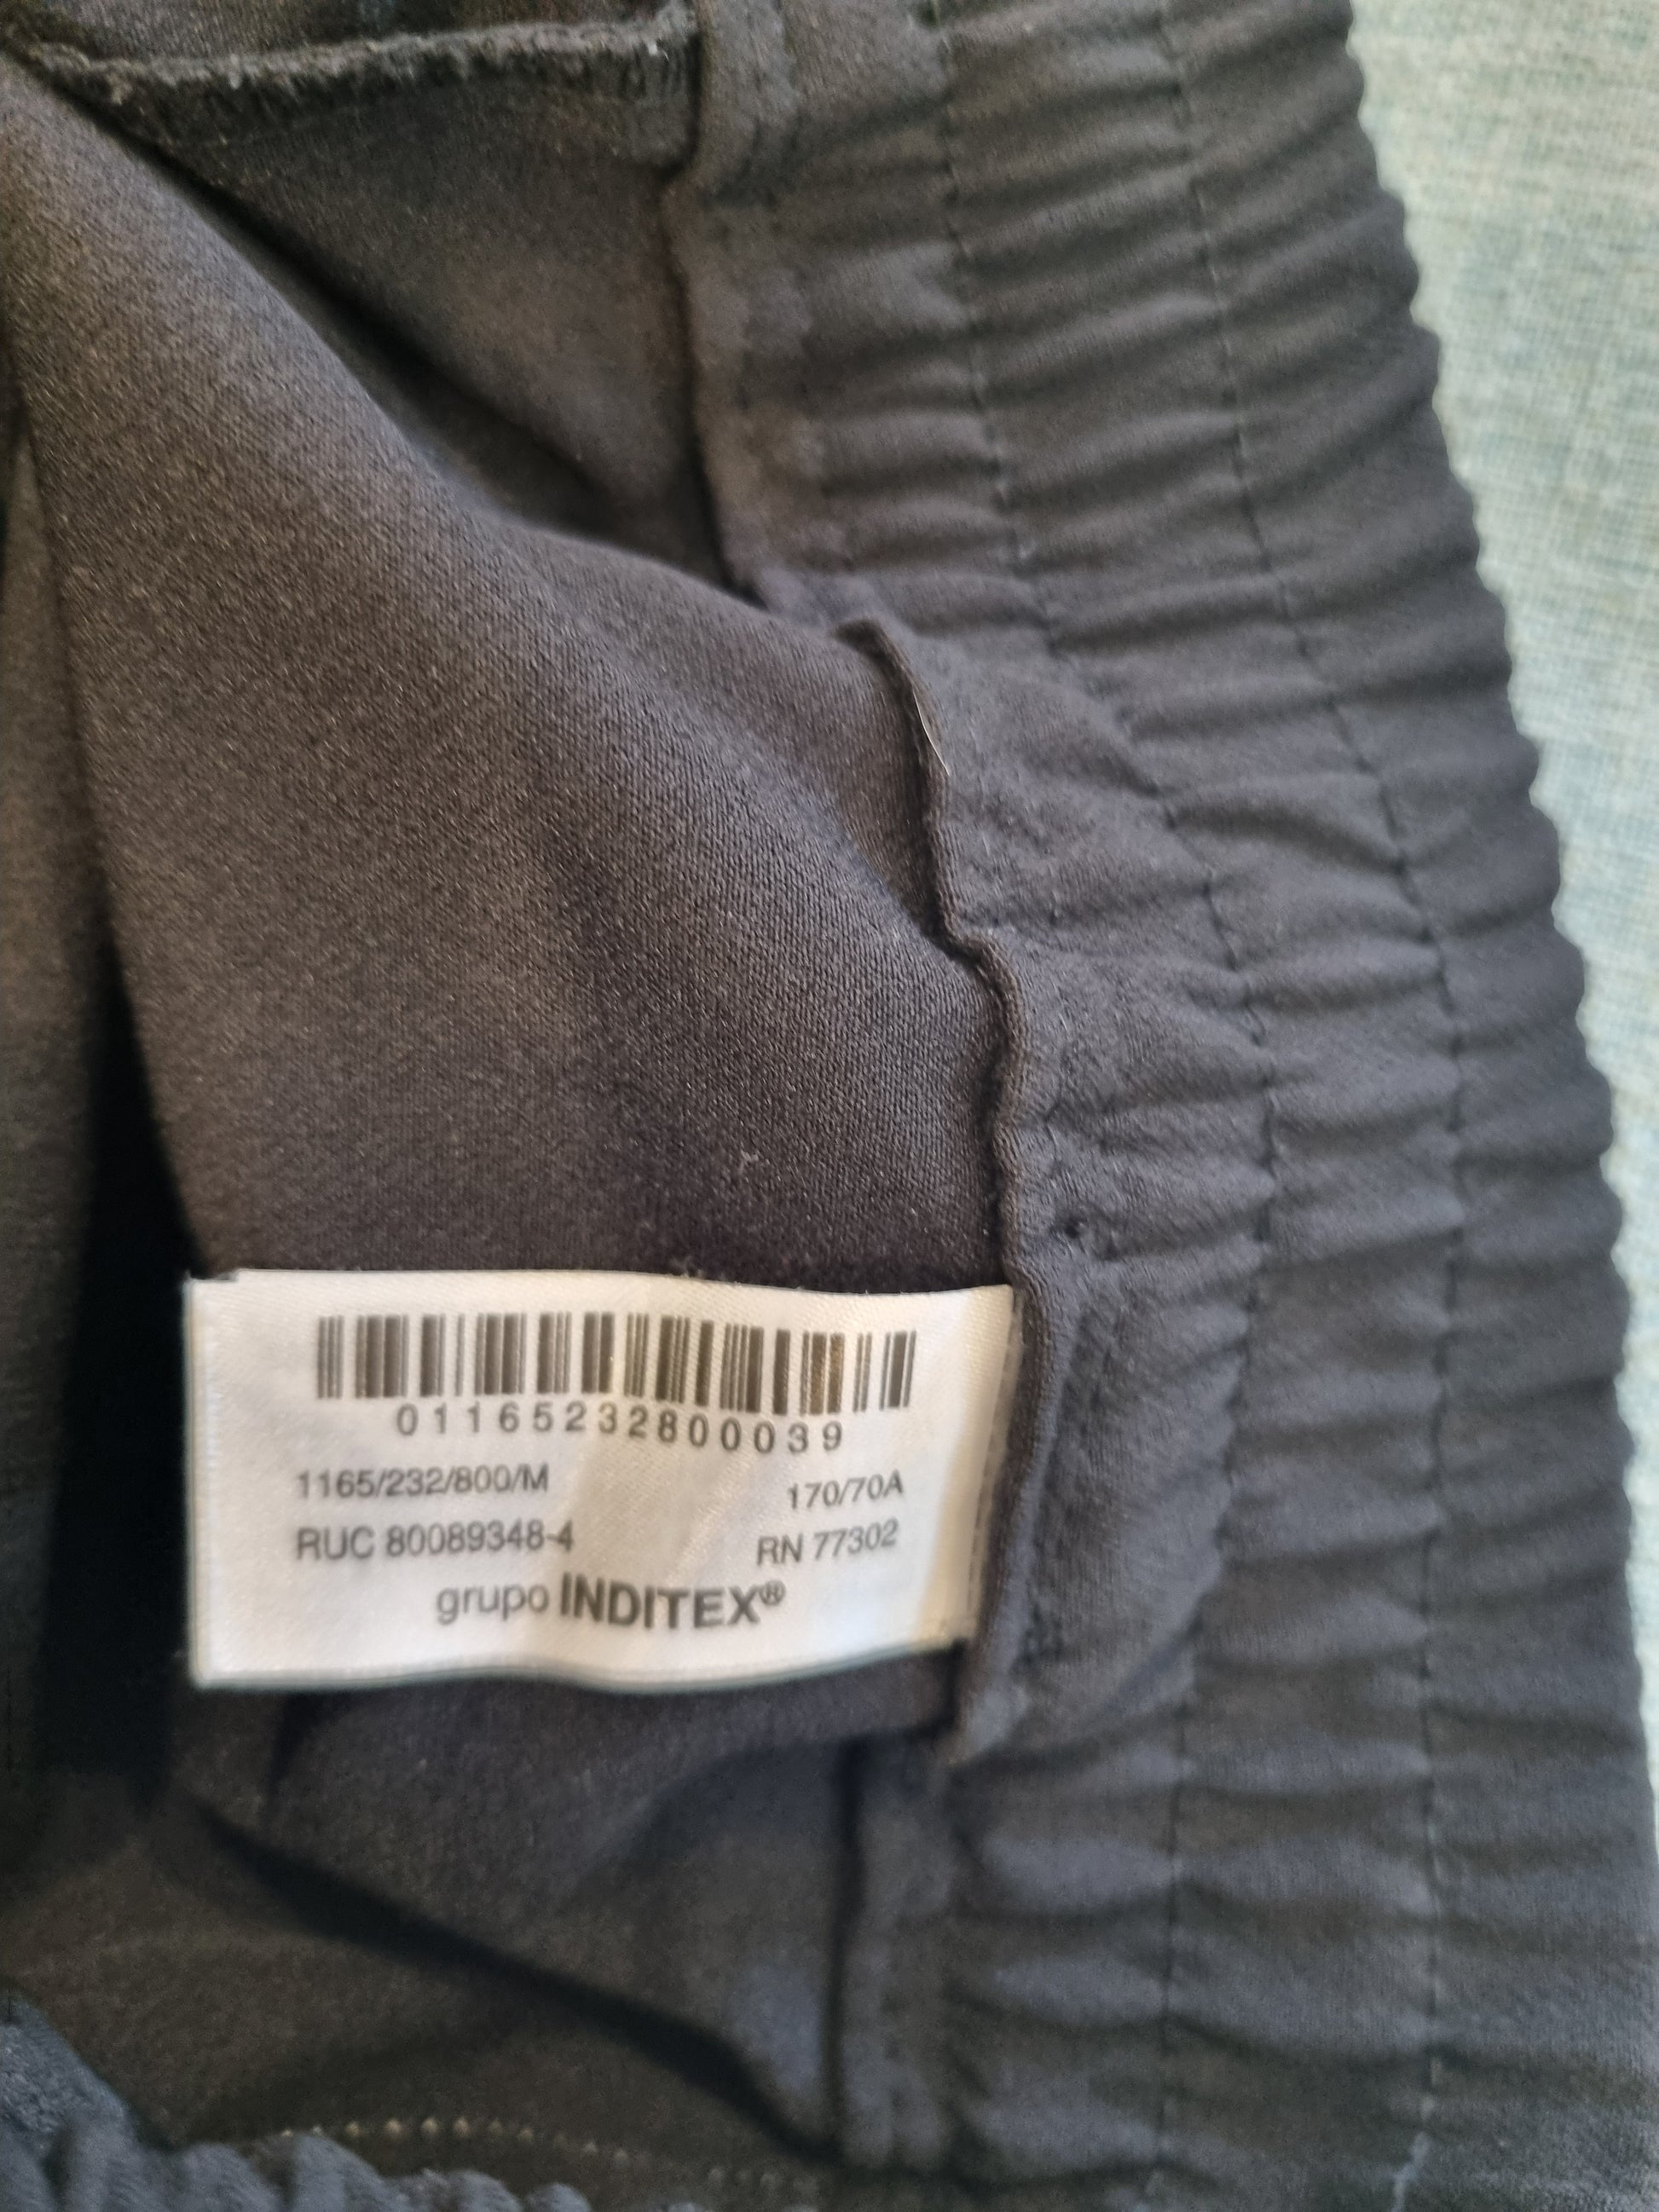 01165232800039
1165/232/800/M 170/70A
RUC 80089348-4 RN 77302
grupo INDITEX®